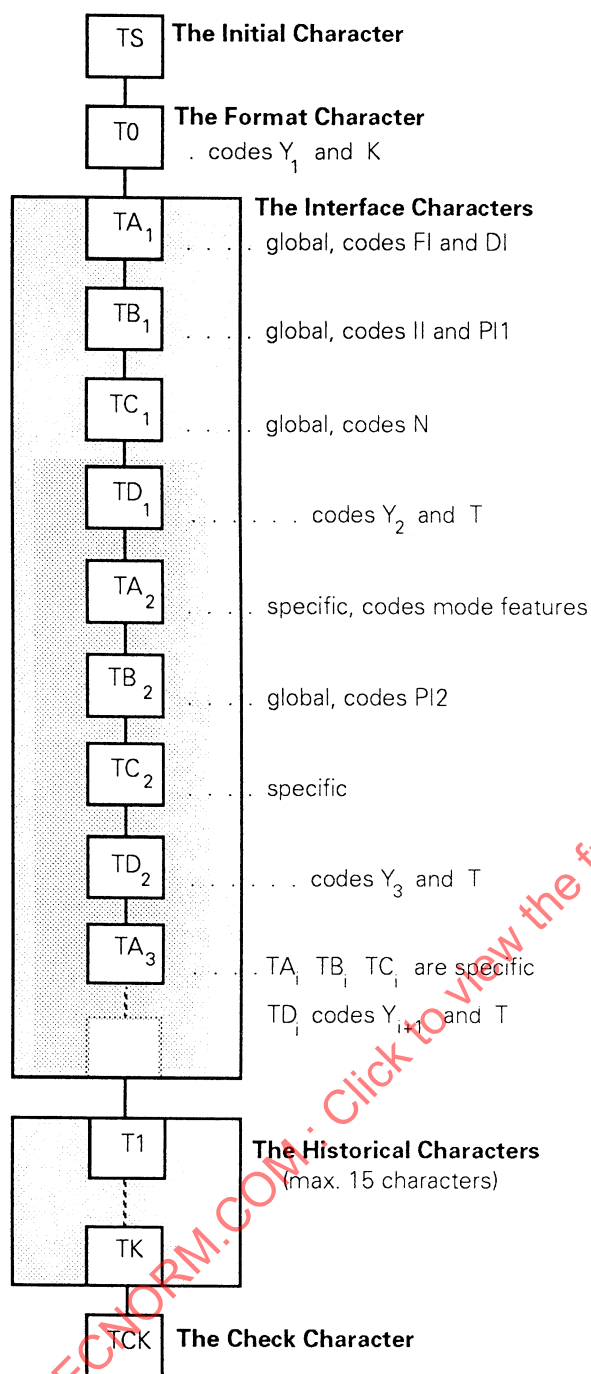 TS The Initial Character
T0 The Format Character
. codes Y1 and K
The Interface Characters
TA1 . . . . global, codes FI and DI
TB1 . . . . global, codes II and PI1
TC1 . . . . global, codes N
TD1 . . . . . . codes Y2 and T
TA2 . . . . specific, codes mode features
TB2 . . . . global, codes PI2
TC2 . . . . specific
TD2 . . . . . . codes Y3 and T
TA3 . . . . TAi TBi TCi are specific
TDi codes Yi+1 and T
T1 The Historical Characters
(max. 15 characters)
TK
TCK The Check Character
ECNORM.COM : Click to view the f